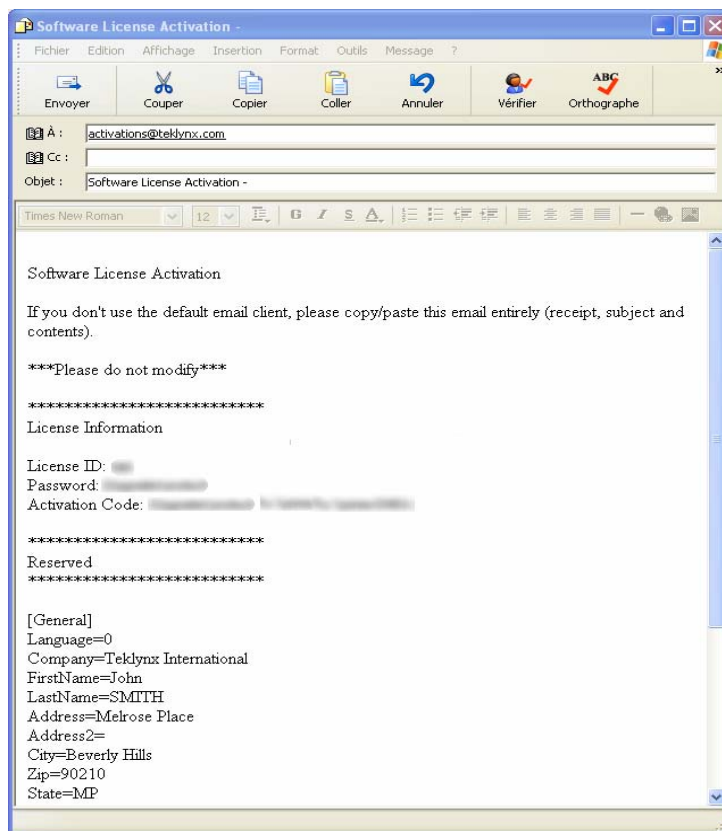 Software License Activation -
Fichier Edition Affichage Insertion Format Outils Message ?
Envoyer Couper Copier Coller Annuler Vérifier Orthographe »
À :
activations@teklynx.com
Cc :
Objet :
Software License Activation -
Times New Roman 12 G I S A
Software License Activation
If you don't use the default email client, please copy/paste this email entirely (receipt, subject and
contents).
***Please do not modify***
**************************
License Information
License ID:
Password:
Activation Code:
**************************
Reserved
**************************
[General]
Language=0
Company=Teklynx International
FirstName=John
LastName=SMITH
Address=Melrose Place
Address2=
City=Beverly Hills
Zip=90210
State=MP